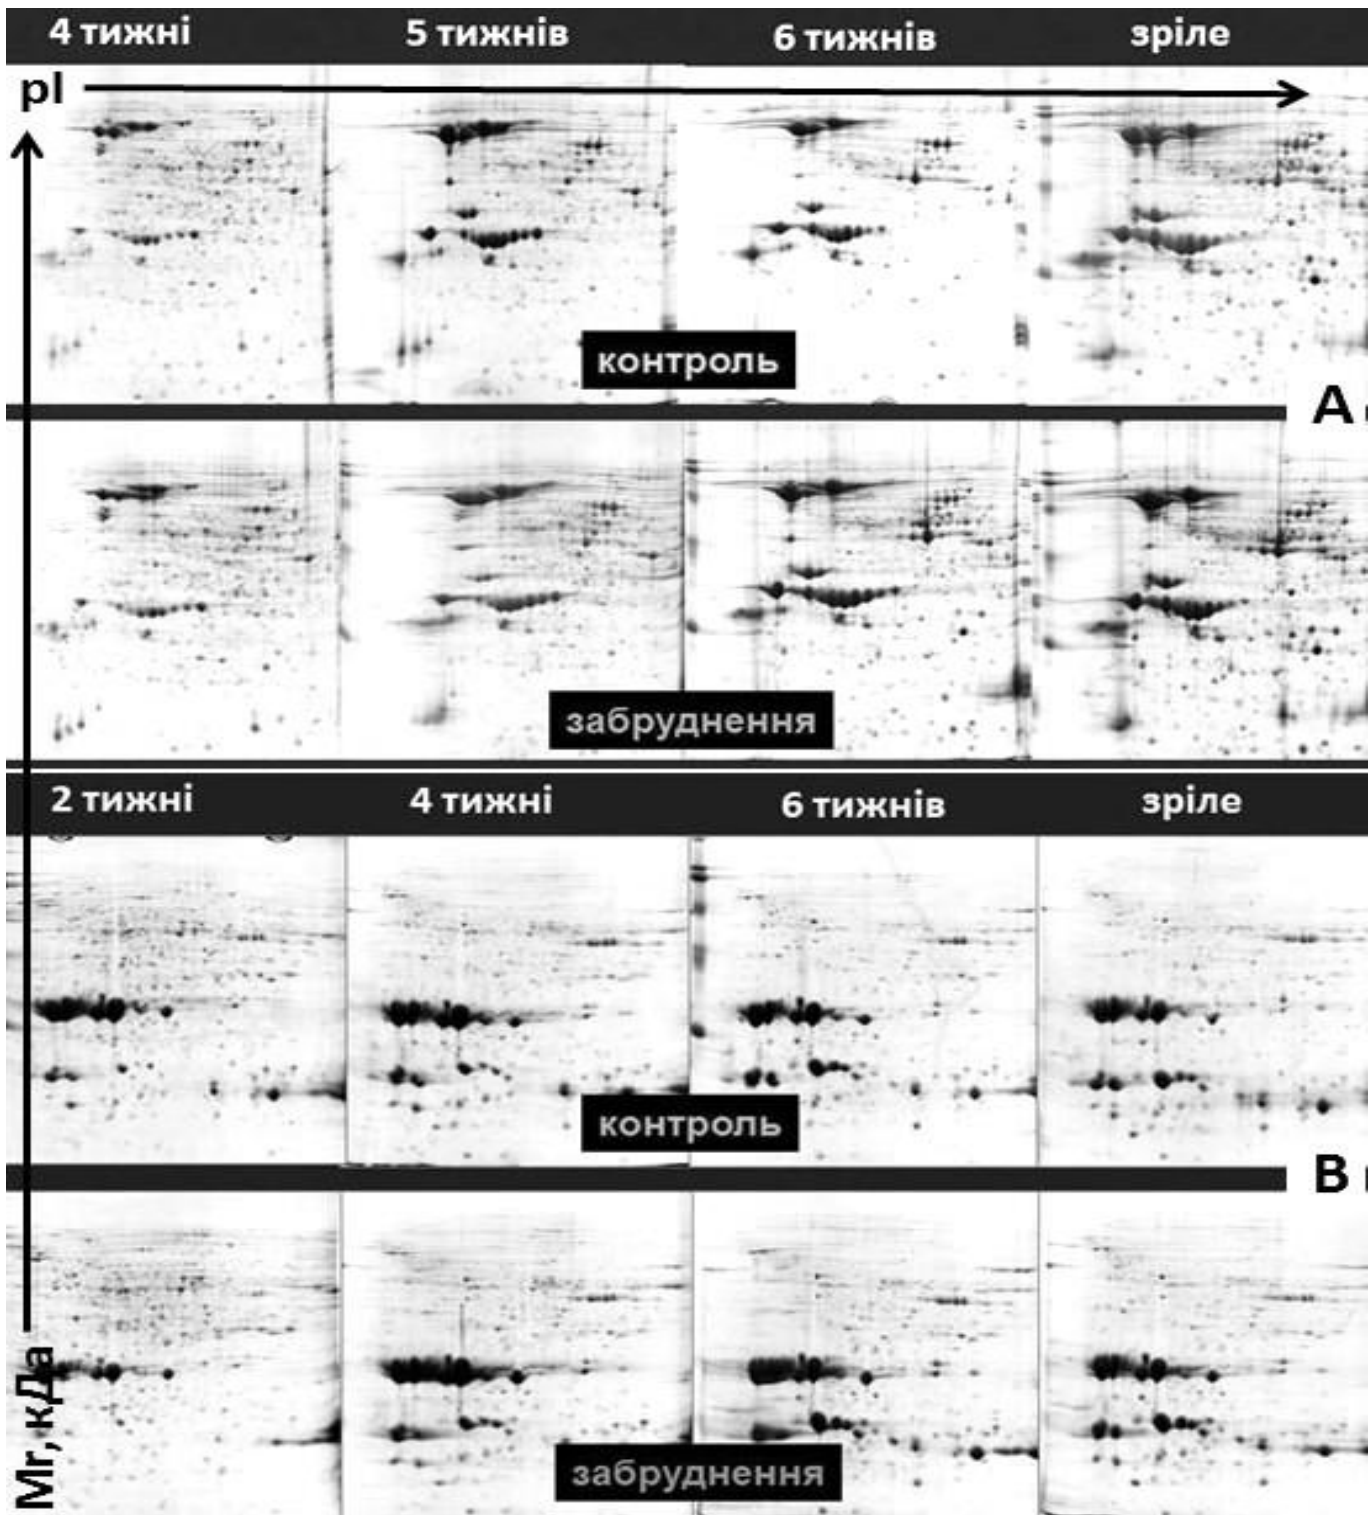 4 тижні 5 тижнів 6 тижнів зріле
pI
контроль
A
забруднення
2 тижні 4 тижні 6 тижнів зріле
контроль
B
забруднення
Mr, кДа